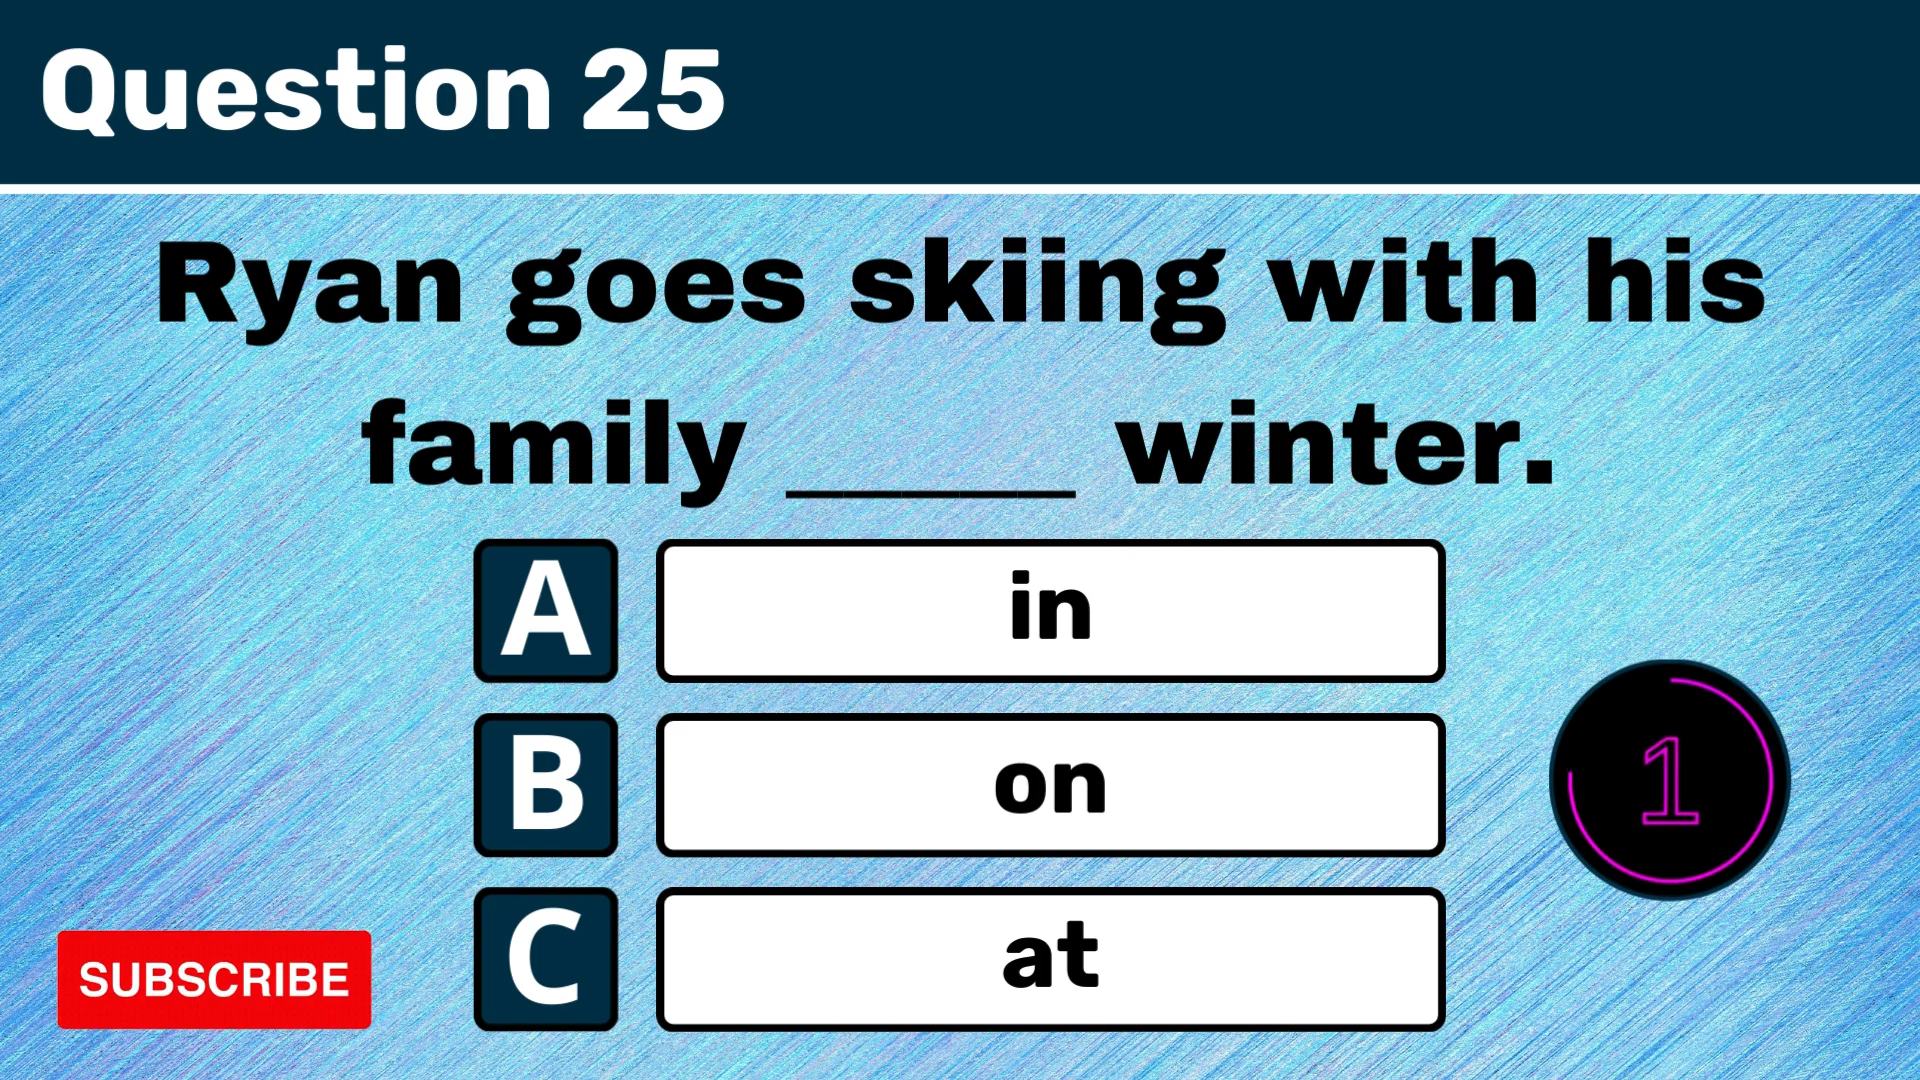 Question 25
Ryan goes skiing with his
family _____ winter.
A in
B on
1
C at
SUBSCRIBE